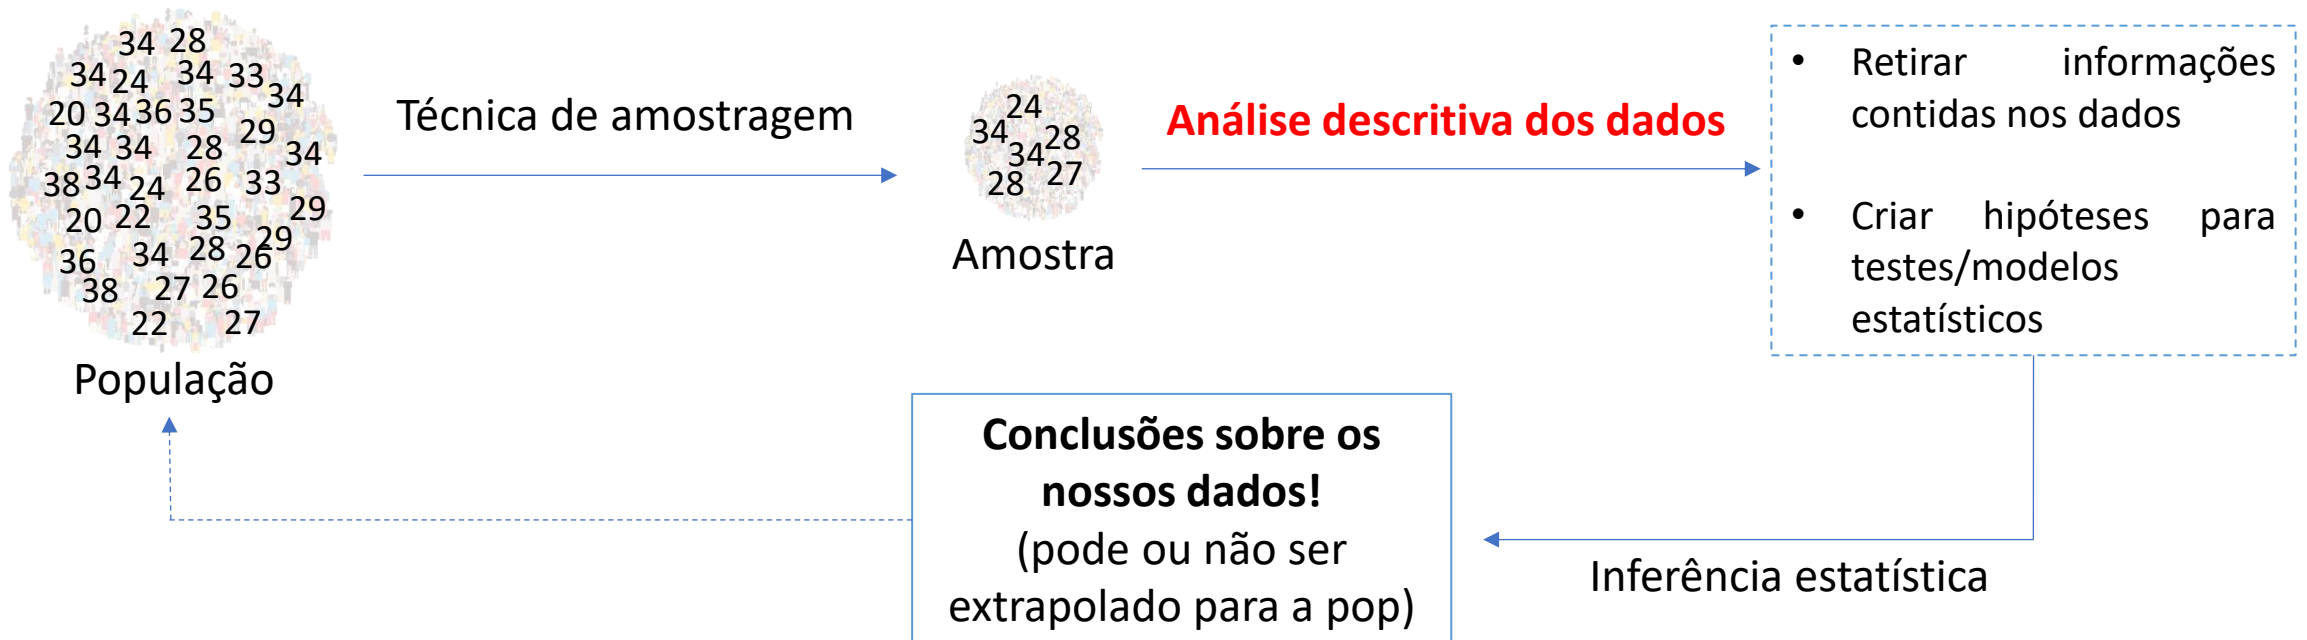 34 28
34 24 34 33
34
20 34 36 35
29
34 34 28 34
38 34 24 26 33
20 22 35 29
29
36 34 28 26
38 27 26
22 27
População
Técnica de amostragem
24
34 28
34
28 27
Amostra
Análise descritiva dos dados
• Retirar informações
contidas nos dados
• Criar hipóteses para
testes/modelos
estatísticos
Inferência estatística
Conclusões sobre os
nossos dados!
(pode ou não ser
extrapolado para a pop)